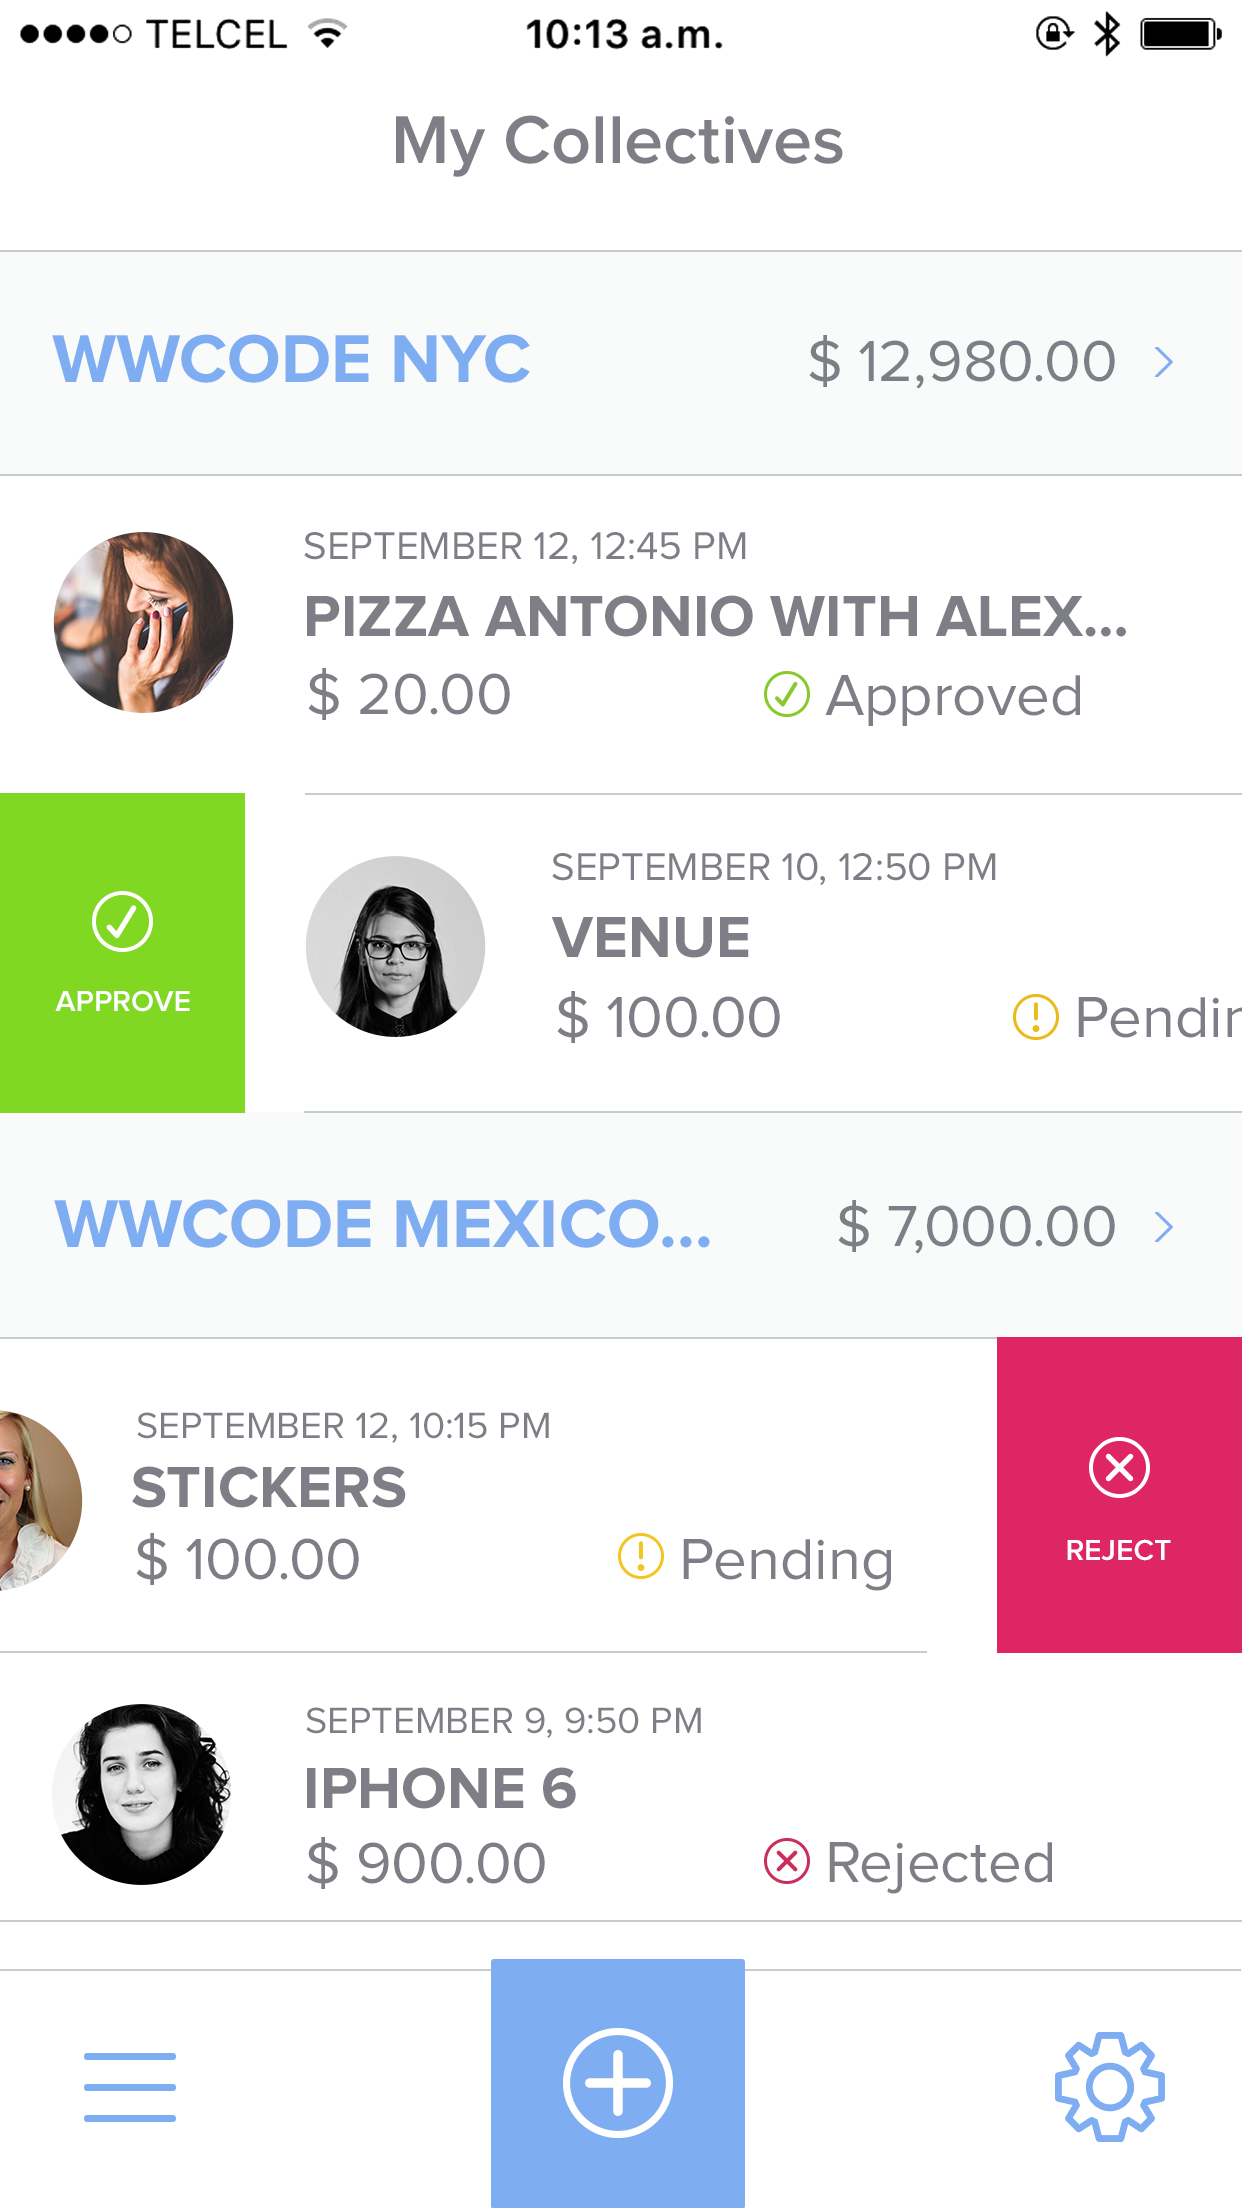 TELCEL 10:13 a.m.
My Collectives
WWCODE NYC $ 12,980.00
SEPTEMBER 12, 12:45 PM
PIZZA ANTONIO WITH ALEX...
$ 20.00 Approved
APPROVE
SEPTEMBER 10, 12:50 PM
VENUE
$ 100.00 Pendin
WWCODE MEXICO... $ 7,000.00
SEPTEMBER 12, 10:15 PM
STICKERS
$ 100.00 Pending
REJECT
SEPTEMBER 9, 9:50 PM
IPHONE 6
$ 900.00 Rejected